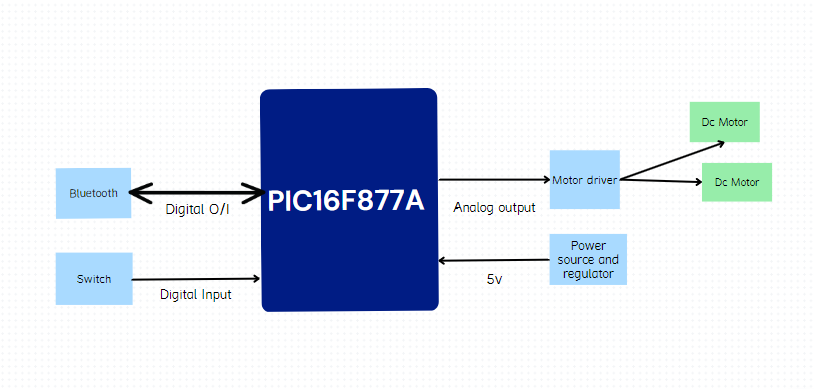 Bluetooth
Digital O/I
Switch
Digital Input
PIC16F877A
Analog output
Motor driver
Dc Motor
Dc Motor
Power
source and
regulator
5v